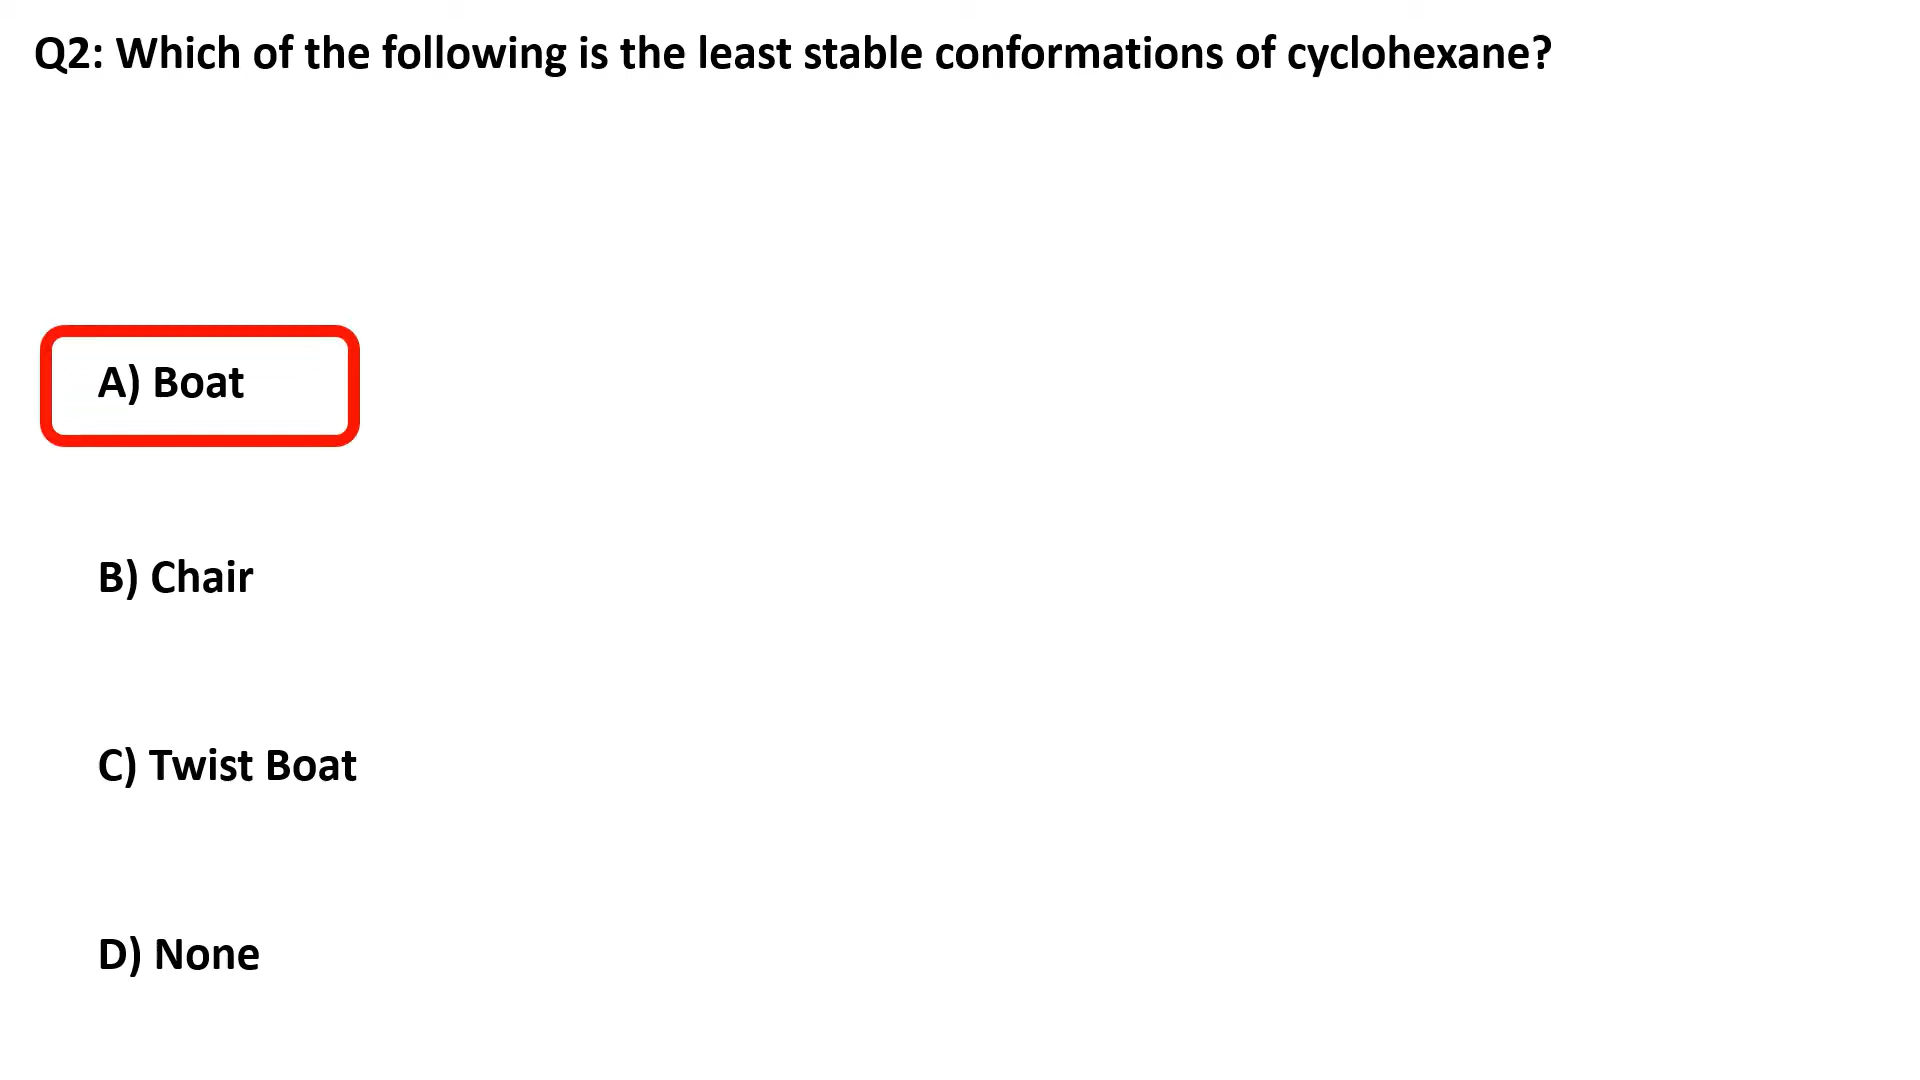 Q2: Which of the following is the least stable conformations of cyclohexane?
A) Boat
B) Chair
C) Twist Boat
D) None